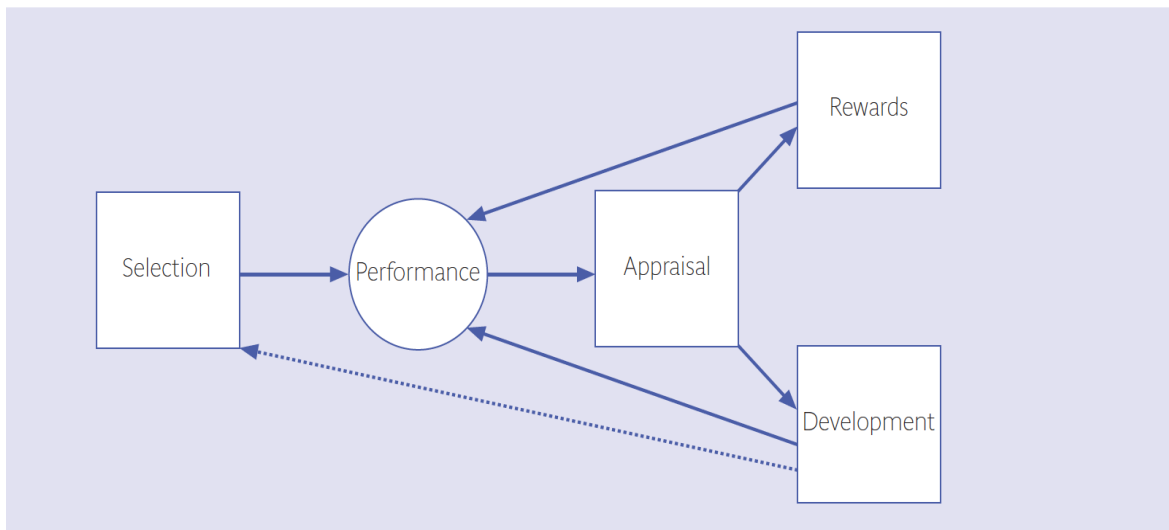 Rewards
Selection
Performance
Appraisal
Development